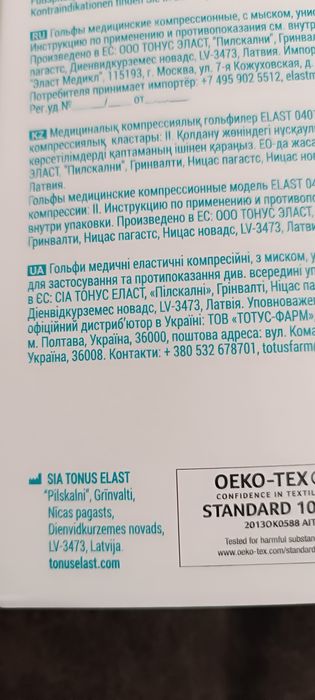 Kontraindikationen finden
RU Гольфы медицинские компрессионные, с мыском,
Инструкцию по применению и противопоказания см. внутр
Произведено в ЕС: ООО ТОНУС ЭЛАСТ, "Пилскални", Гринвал
пагастс, Диенвидкурземес новадс, LV-3473, Латвия. Импор
"Эласт Медикл", 115193, г. Москва, ул. 7-я Кожуховская, д.
Потребителя принимает импортёр: +7 495 902 5512, elastm
Рег.уд № ____/____ от
KZ Медициналық компрессиялық гольфилер ELAST 040
компрессиялық кластары: II. Қолдану жөніндегі нұсқаул
көрсетілімдерді қаптаманың ішінен қараңыз. ЕО-да жаса
ЭЛАСТ, "Пилскални", Гринвалти, Ницас пагастс, Ницас
Латвия.
Гольфы медицинские компрессионные модель ELAST 04
компрессии: II. Инструкцию по применению и противопо
внутри упаковки. Произведено в ЕС: ООО ТОНУС ЭЛАСТ,
Гринвалти, Ницас пагастс, Ницас новадс, LV-3473, Латви
UA Гольфи медичні еластичні компресійні, з миском, у
для застосування та протипоказання див. всередині уп
в ЄС: СІА ТОНУС ЕЛАСТ, «Пілскалні», Грінвалті, Ніцас па
Дієнвідкурземес новадс, LV-3473, Латвія. Уповноважен
офіційний дистриб'ютор в Україні: ТОВ «ТОТУС-ФАРМ»,
м. Полтава, Україна, 36000, поштова адреса: вул. Кома
Україна, 36008. Контакти: + 380 532 678701, totusfarm@
SIA TONUS ELAST
"Pilskalni", Grīnvalti,
Nīcas pagasts,
Dienvidkurzemes novads,
LV-3473, Latvija.
tonuselast.com
OEKO-TEX
CONFIDENCE IN TEXTIL
STANDARD 10
2013OK0588 AIT
Tested for harmful substan
www.oeko-tex.com/standard